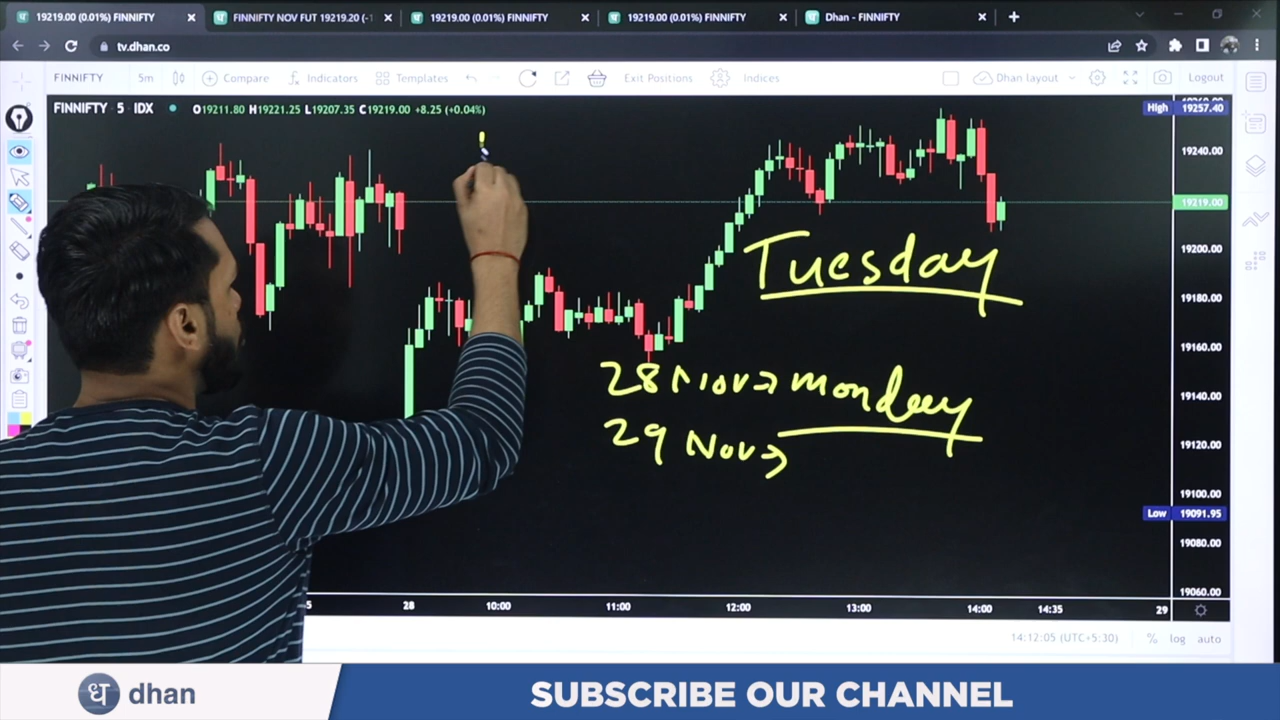 19219.00 (0.01%) FINNIFTY
FINNIFTY NOV FUT 19219.20 (-1
19219.00 (0.01%) FINNIFTY
19219.00 (0.01%) FINNIFTY
Dhan - FINNIFTY
tv.dhan.co
FINNIFTY 5m Compare Indicators Templates Exit Positions Indices Dhan layout Logout
FINNIFTY 5 IDX O19211.80 H19221.25 L19207.35 C19219.00 +8.25 (+0.04%)
High 19257.40
19240.00
19219.00
19200.00
19180.00
19160.00
19140.00
19120.00
19100.00
Low 19091.95
19080.00
19060.00
Tuesday
28 Nov → monday
29 Nov →
28 10:00 11:00 12:00 13:00 14:00 14:35 29
14:12:05 (UTC+5:30) % log auto
ध dhan
SUBSCRIBE OUR CHANNEL